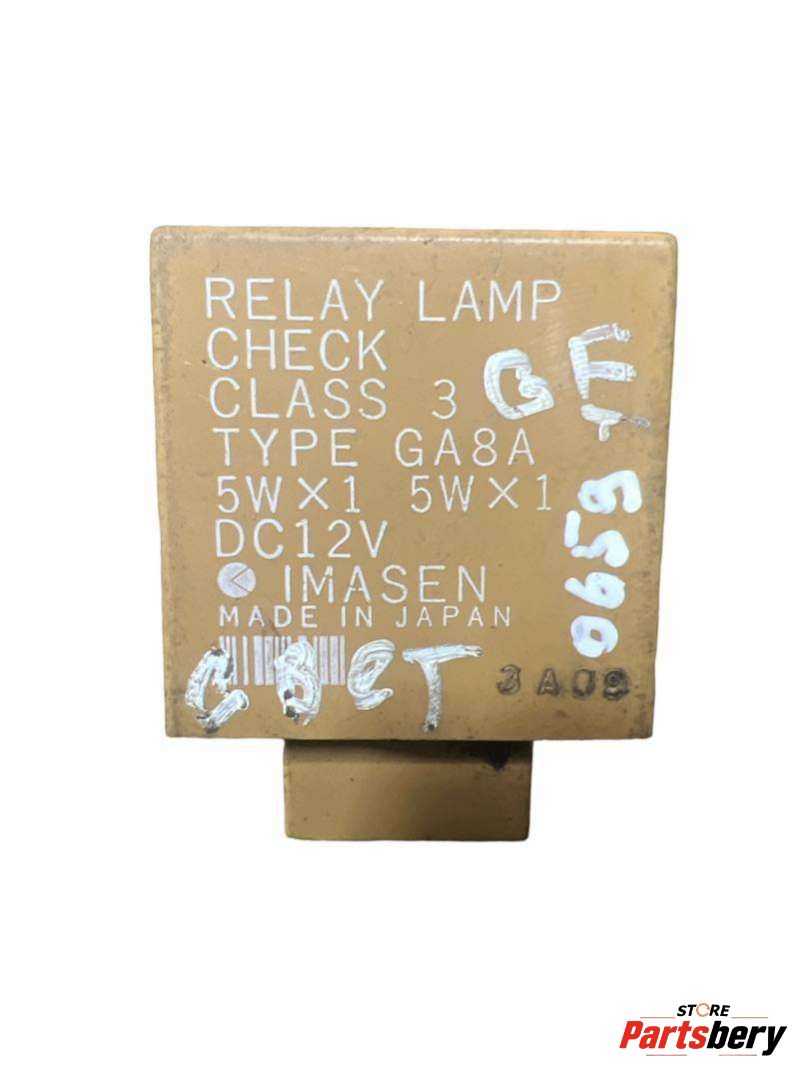 RELAY LAMP
CHECK
CLASS 3
TYPE GA8A
5W×1 5W×1
DC12V
IMASEN
MADE IN JAPAN
свет
3A09
STORE
Partsbery